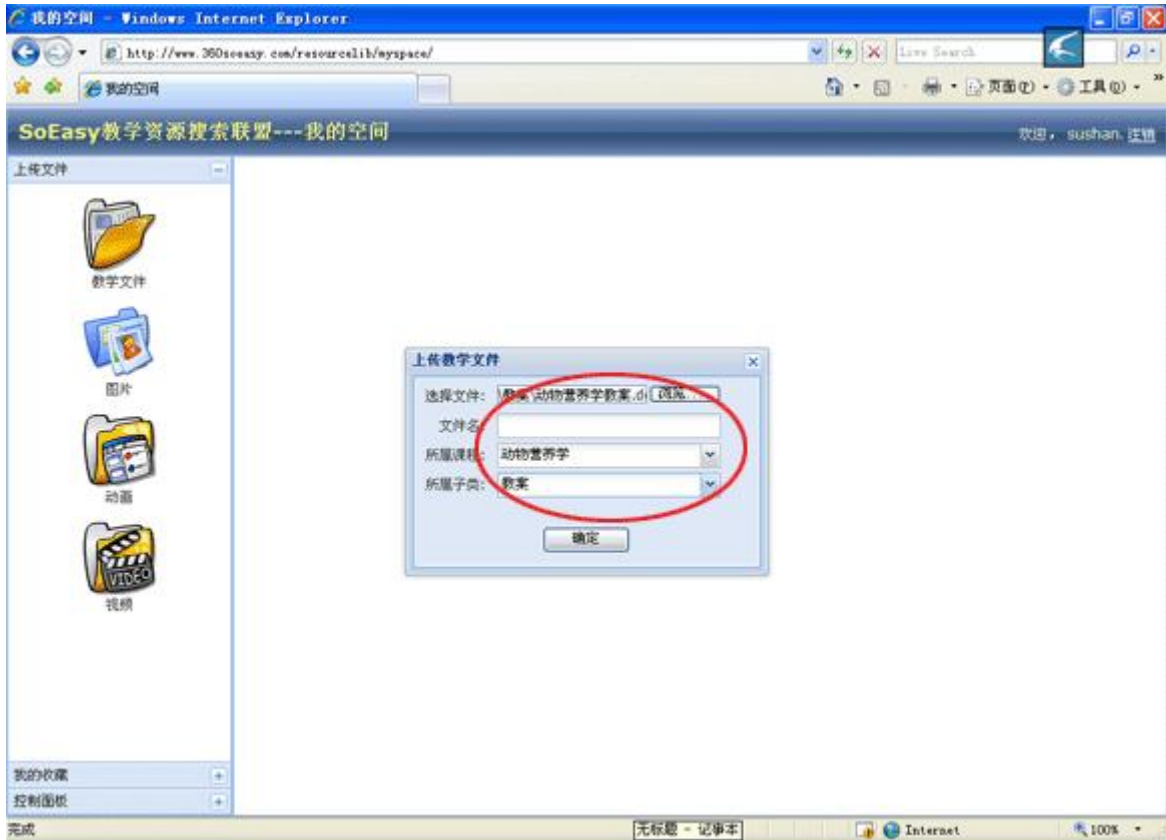 我的空间 - Windows Internet Explorer
http://www.360soeasy.com/resourcelib/myspace/
Live Search
我的空间
页面(P)
工具(O)
SoEasy教学资源搜索联盟---我的空间
欢迎，sushan. 注销
上传文件
教学文件
图片
动画
VIDEO
视频
上传教学文件
选择文件： \教案\动物营养学教案.d
浏览...
文件名
所属课程： 动物营养学
所属子类： 教案
确定
我的收藏
控制面板
完成
无标题 - 记事本
Internet
100%